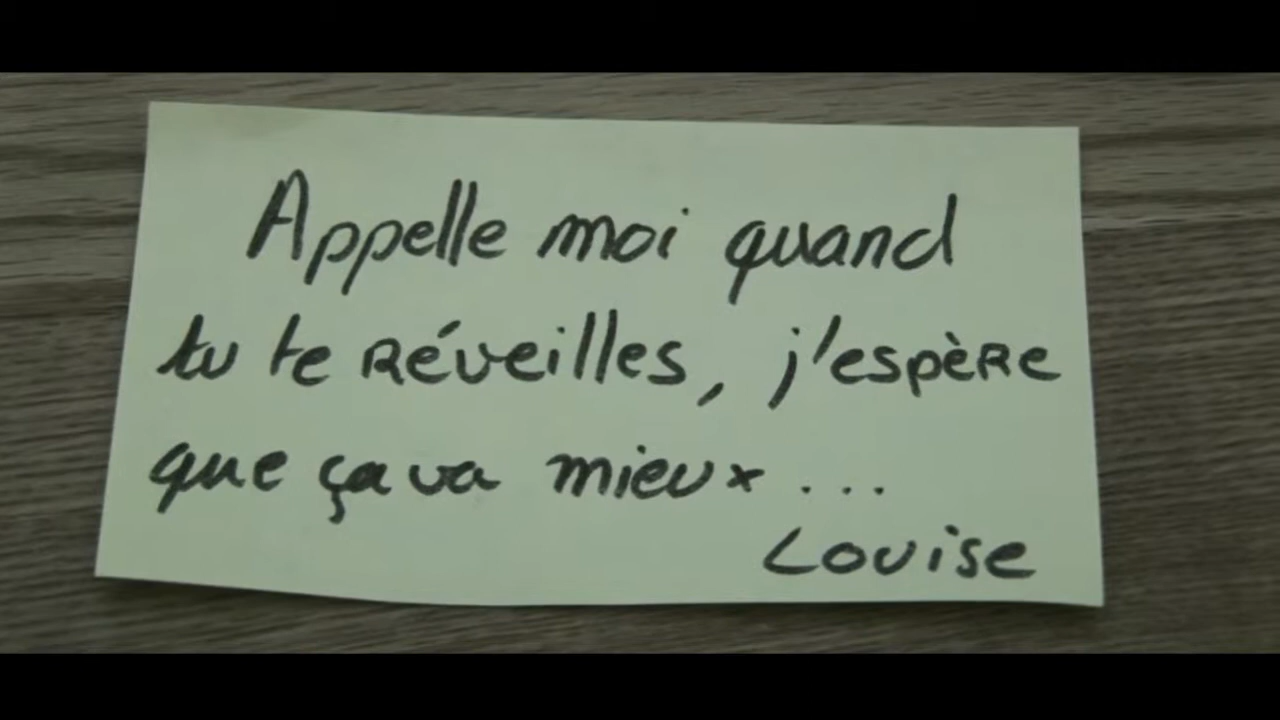 Appelle moi quand
tu te réveilles, j'espère
que ça va mieux...
Louise